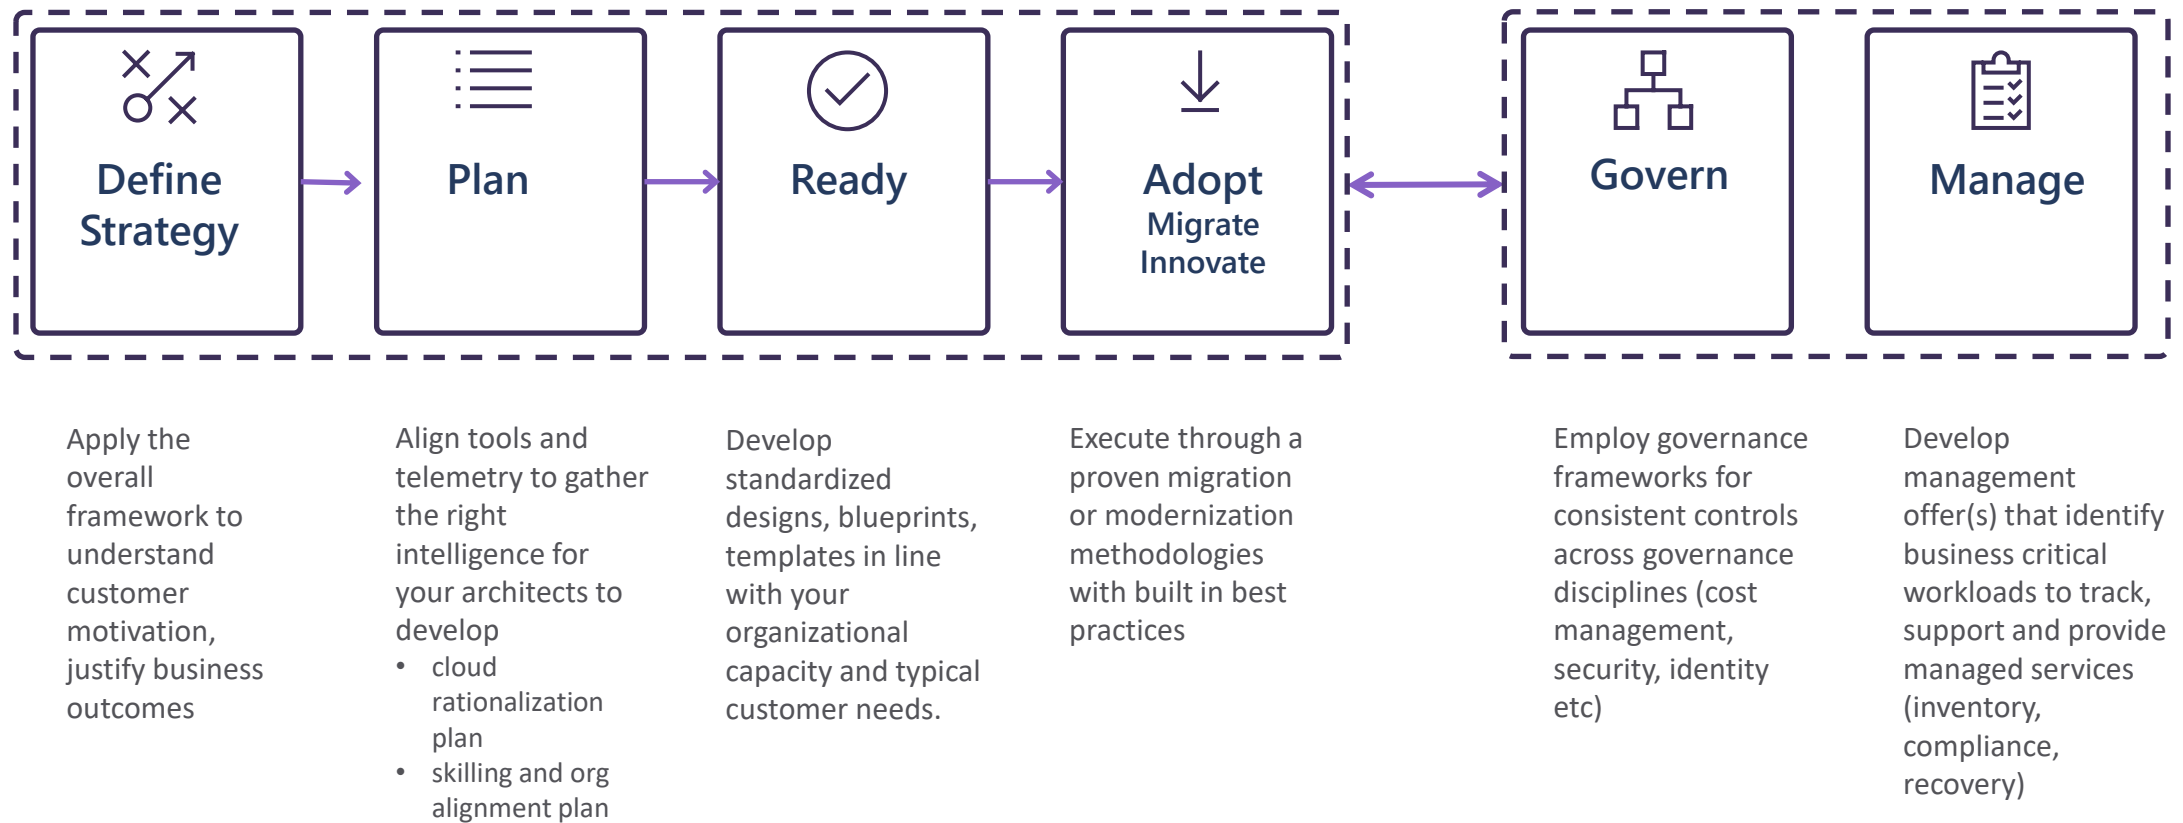 Define
Strategy
Plan
Ready
Adopt
Migrate
Innovate
Govern
Manage
Apply the
overall
framework to
understand
customer
motivation,
justify business
outcomes
Align tools and
telemetry to gather
the right
intelligence for
your architects to
develop
• cloud
rationalization
plan
• skilling and org
alignment plan
Develop
standardized
designs, blueprints,
templates in line
with your
organizational
capacity and typical
customer needs.
Execute through a
proven migration
or modernization
methodologies
with built in best
practices
Employ governance
frameworks for
consistent controls
across governance
disciplines (cost
management,
security, identity
etc)
Develop
management
offer(s) that identify
business critical
workloads to track,
support and provide
managed services
(inventory,
compliance,
recovery)